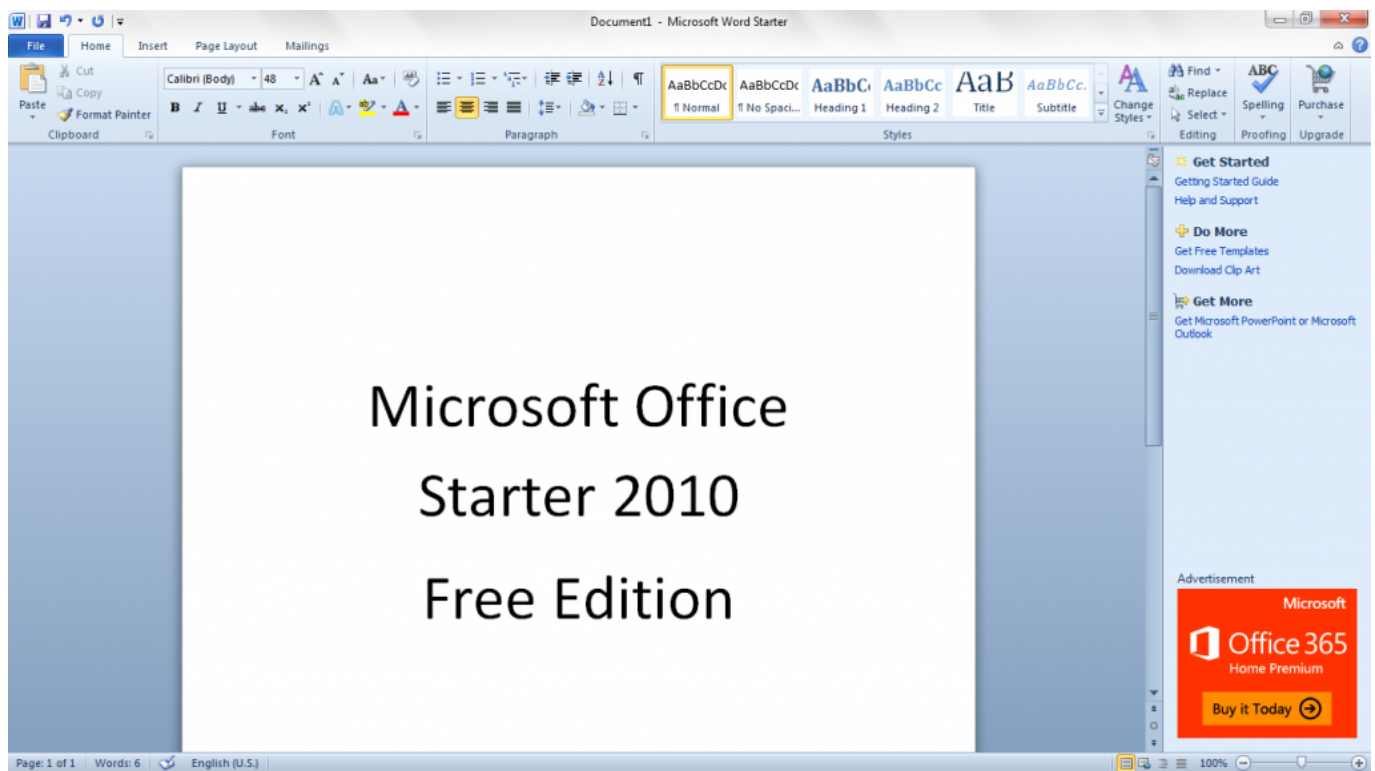 Document1 - Microsoft Word Starter
File Home Insert Page Layout Mailings
Paste
Cut
Copy
Format Painter
Clipboard
Calibri (Body) 48
Font
Paragraph
AaBbCcDc AaBbCcDc AaBbC AaBbCc AaB AaBbCc.
¶ Normal ¶ No Spaci... Heading 1 Heading 2 Title Subtitle
Change
Styles
Styles
Find
Replace
Select
Editing
ABC
Spelling
Proofing
Purchase
Upgrade
Microsoft Office
Starter 2010
Free Edition
Get Started
Getting Started Guide
Help and Support
Do More
Get Free Templates
Download Clip Art
Get More
Get Microsoft PowerPoint or Microsoft
Outlook
Advertisement
Microsoft
Office 365
Home Premium
Buy it Today
Page: 1 of 1 Words: 6 English (U.S.) 100%